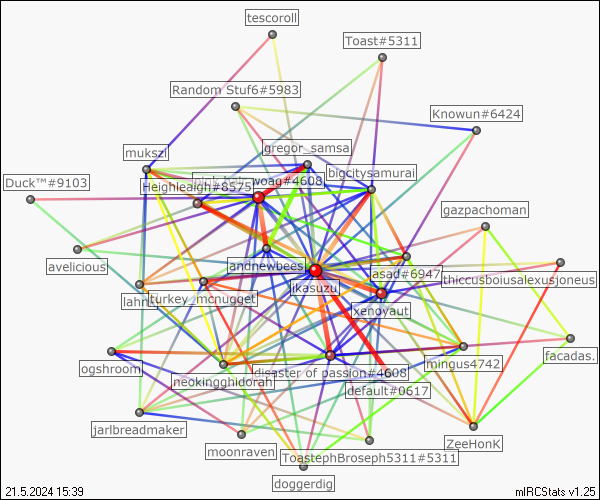 tescoroll
Toast#5311
Random Stuf6#5983
Knowun#6424
gregor_samsa
mukszi
bigcitysamurai
Duck™#9103
Heighleaigh#8575
woag#4608
gazpachoman
avelicious
andnewbees
asad#6947
thiccusboiusalexusjoneus
ikasuzu
lahn
turkey_mcnugget
xenoyaut
ogshroom
neokingghidorah
disaster of passion#4608
mingus4742
facadas.
default#0617
jarlbreadmaker
moonraven
ToastephBroseph5311#5311
ZeeHonK
doggerdig
21.5.2024 15:39
mIRCStats v1.25